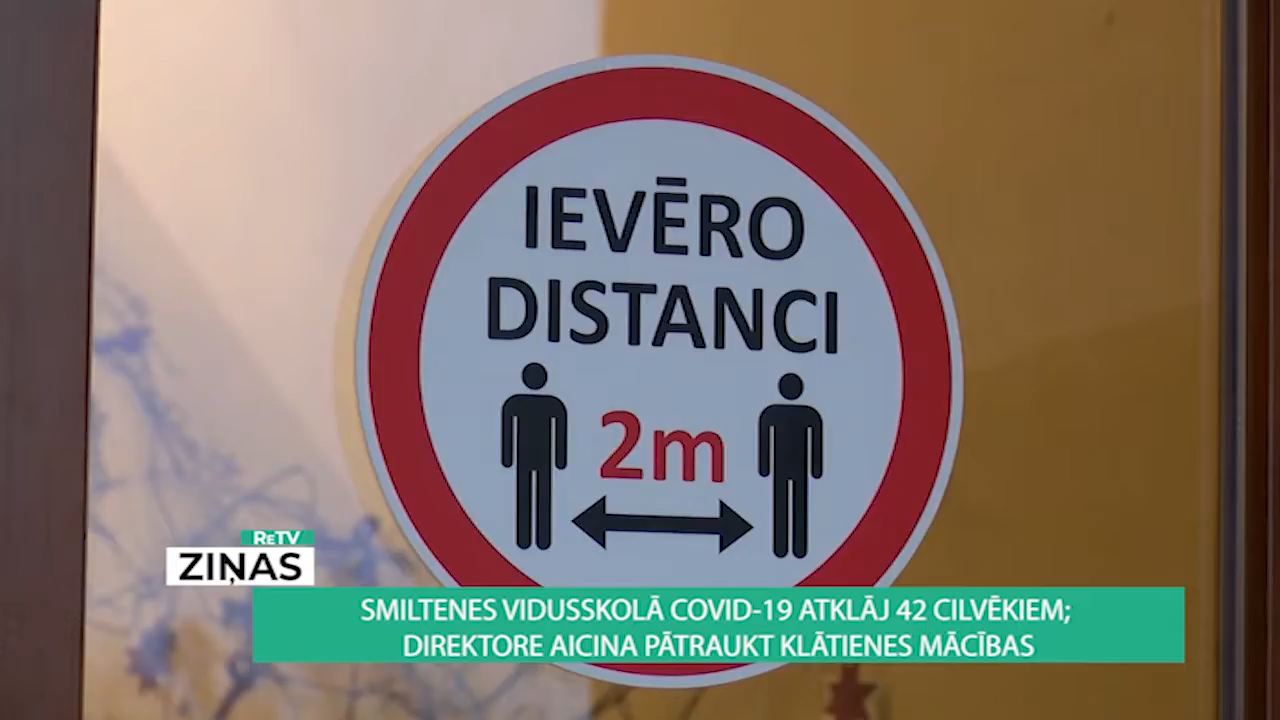 IEVĒRO
DISTANCI
2m
RETV
ZIŅAS
SMILTENES VIDUSSKOLĀ COVID-19 ATKLĀJ 42 CILVĒKIEM;
DIREKTORE AICINA PĀTRAUKT KLĀTIENES MĀCĪBAS